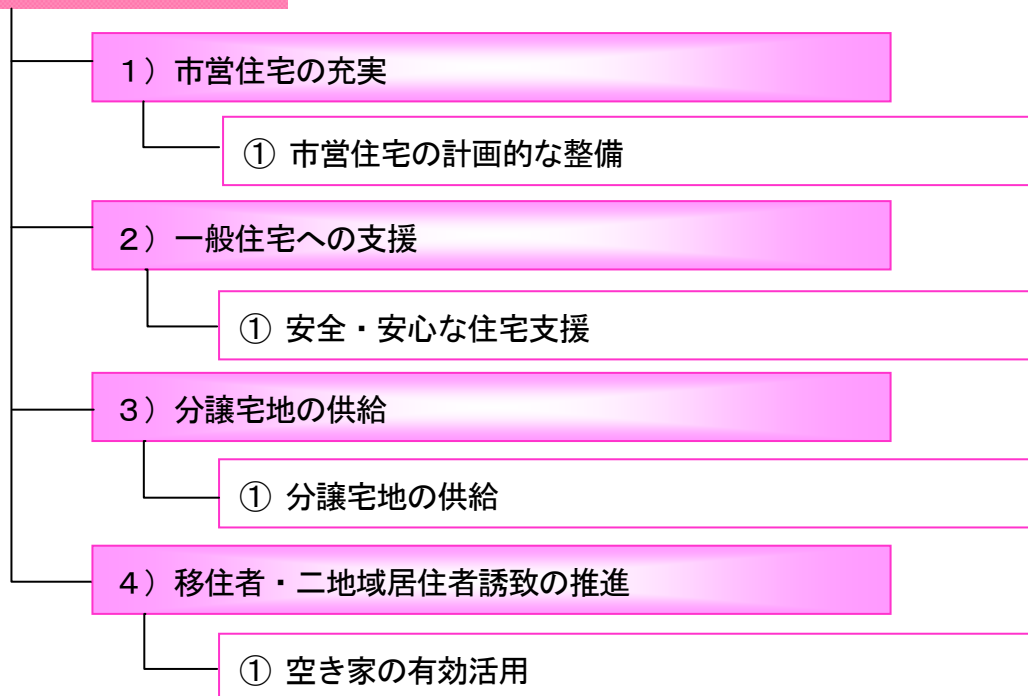 １）市営住宅の充実
① 市営住宅の計画的な整備
２）一般住宅への支援
① 安全・安心な住宅支援
３）分譲宅地の供給
① 分譲宅地の供給
４）移住者・二地域居住者誘致の推進
① 空き家の有効活用